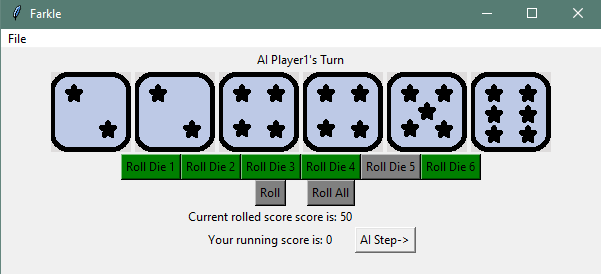 Farkle
File
AI Player1's Turn
Roll Die 1 Roll Die 2 Roll Die 3 Roll Die 4 Roll Die 5 Roll Die 6
Roll Roll All
Current rolled score score is: 50
Your running score is: 0 AI Step->